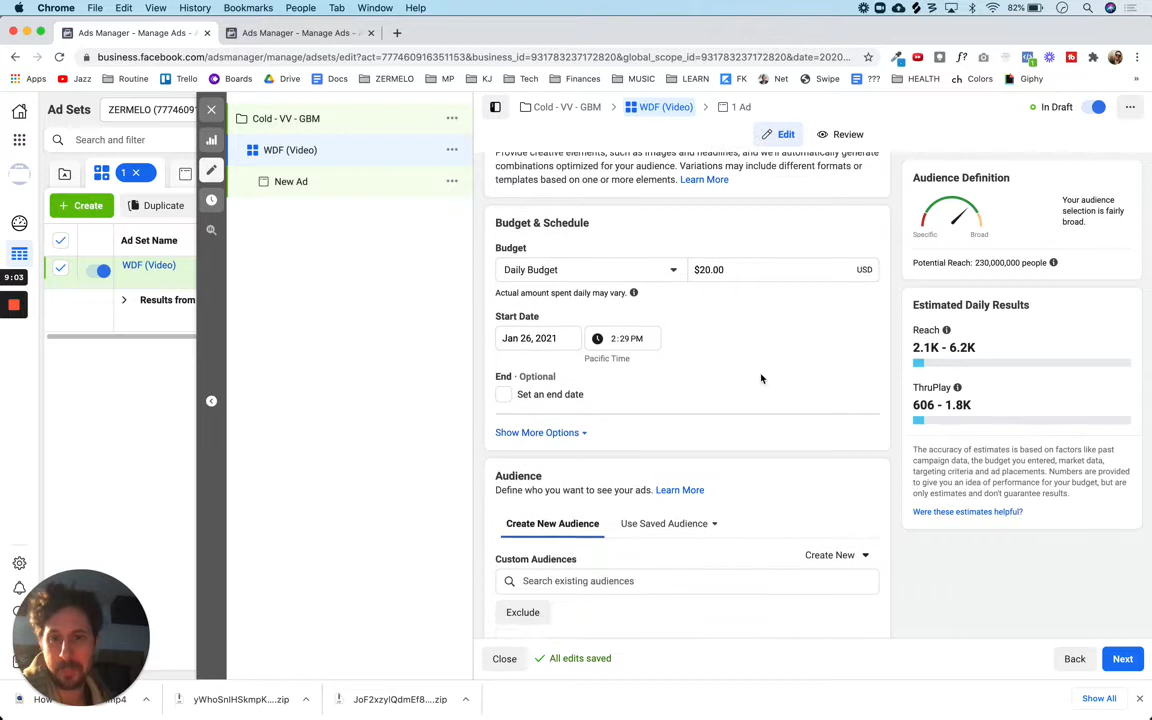 Chrome File Edit View History Bookmarks People Tab Window Help
82%
Ads Manager - Manage Ads -
Ads Manager - Manage Ads -
business.facebook.com/adsmanager/manage/adsets/edit?act=77746091635115​3&business_id=931783237172820&global_scope_id=931783237172820&date=2020...
Apps Jazz Routine Trello Boards Drive Docs ZERMELO MP KJ Tech Finances MUSIC LEARN FK Net Swipe ??? HEALTH ch Colors Giphy
Ad Sets
ZERMELO (77746091
Search and filter
1
Create
Duplicate
Ad Set Name
WDF (Video)
Results from
9:03
Cold - VV - GBM
WDF (Video)
New Ad
Cold - VV - GBM
WDF (Video)
1 Ad
In Draft
Edit
Review
Provide creative elements, such as images and headlines, and we'll automatically generate
combinations optimized for your audience. Variations may include different formats or
templates based on one or more elements. Learn More
Budget & Schedule
Budget
Daily Budget
$20.00
USD
Actual amount spent daily may vary.
Start Date
Jan 26, 2021
2:29PM
Pacific Time
End · Optional
Set an end date
Show More Options
Audience
Define who you want to see your ads. Learn More
Create New Audience
Use Saved Audience
Custom Audiences
Create New
Search existing audiences
Exclude
Close
All edits saved
Back
Next
Audience Definition
Your audience
selection is fairly
broad.
Specific
Broad
Potential Reach: 230,000,000 people
Estimated Daily Results
Reach
2.1K - 6.2K
ThruPlay
606 - 1.8K
The accuracy of estimates is based on factors like past
campaign data, the budget you entered, market data,
targeting criteria and ad placements. Numbers are provided
to give you an idea of performance for your budget, but are
only estimates and don't guarantee results.
Were these estimates helpful?
How
mp4
yWhoSnIHSkmpK....zip
JoF2xzyIQdmEf8....zip
Show All